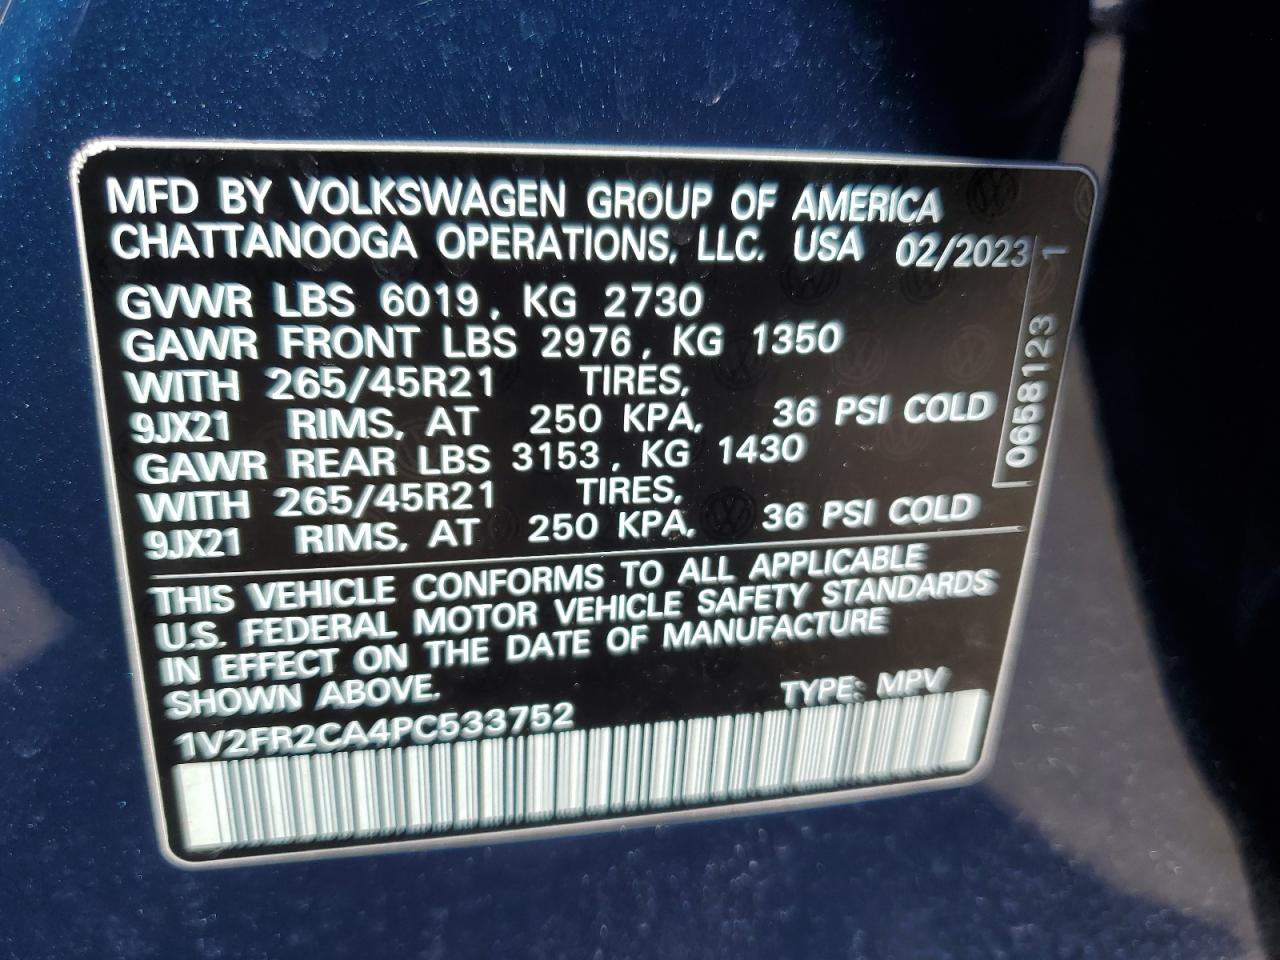 MFD BY VOLKSWAGEN GROUP OF AMERICA
CHATTANOOGA OPERATIONS, LLC. USA 02/2023
GVWR LBS 6019, KG 2730
GAWR FRONT LBS 2976, KG 1350
WITH 265/45R21 TIRES,
9JX21 RIMS, AT 250 KPA, 36 PSI COLD
GAWR REAR LBS 3153, KG 1430
WITH 265/45R21 TIRES,
9JX21 RIMS, AT 250 KPA, 36 PSI COLD
0658123 1
THIS VEHICLE CONFORMS TO ALL APPLICABLE
U.S. FEDERAL MOTOR VEHICLE SAFETY STANDARDS
IN EFFECT ON THE DATE OF MANUFACTURE
SHOWN ABOVE. TYPE: MPV
1V2FR2CA4PC533752